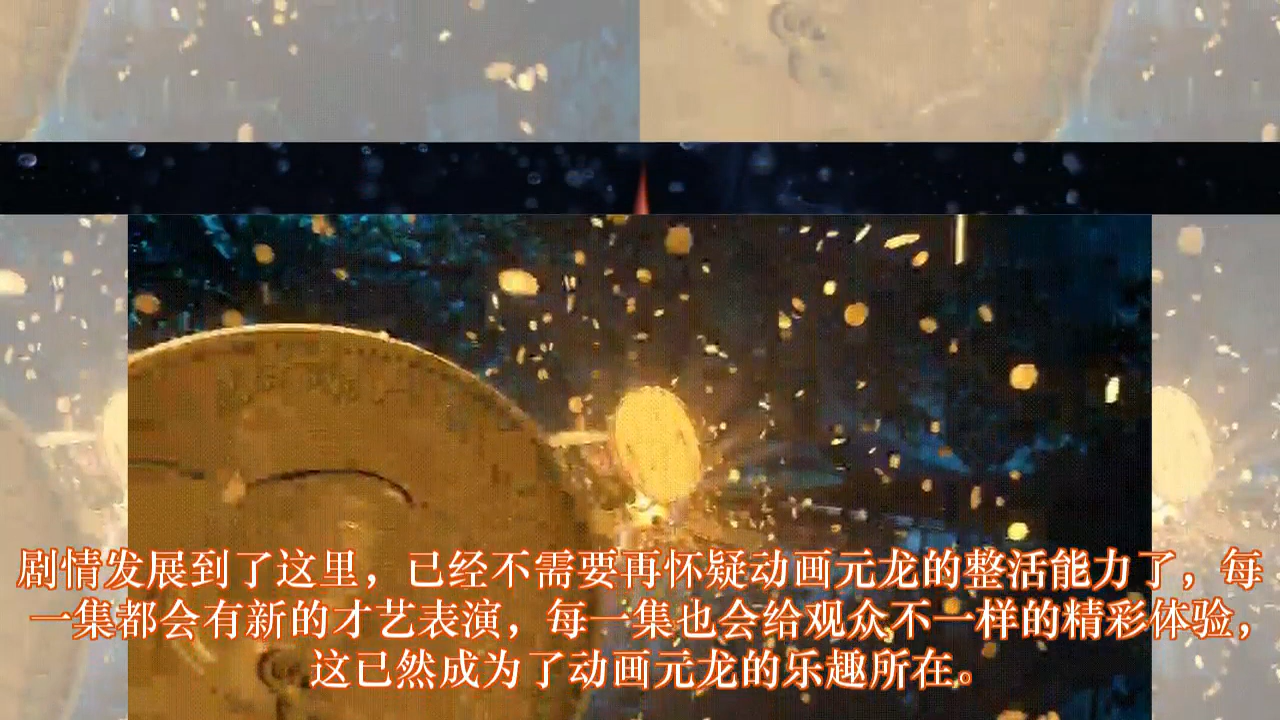 剧情发展到了这里，已经不需要再怀疑动画元龙的整活能力了，每
一集都会有新的才艺表演，每一集也会给观众不一样的精彩体验，
这已然成为了动画元龙的乐趣所在。